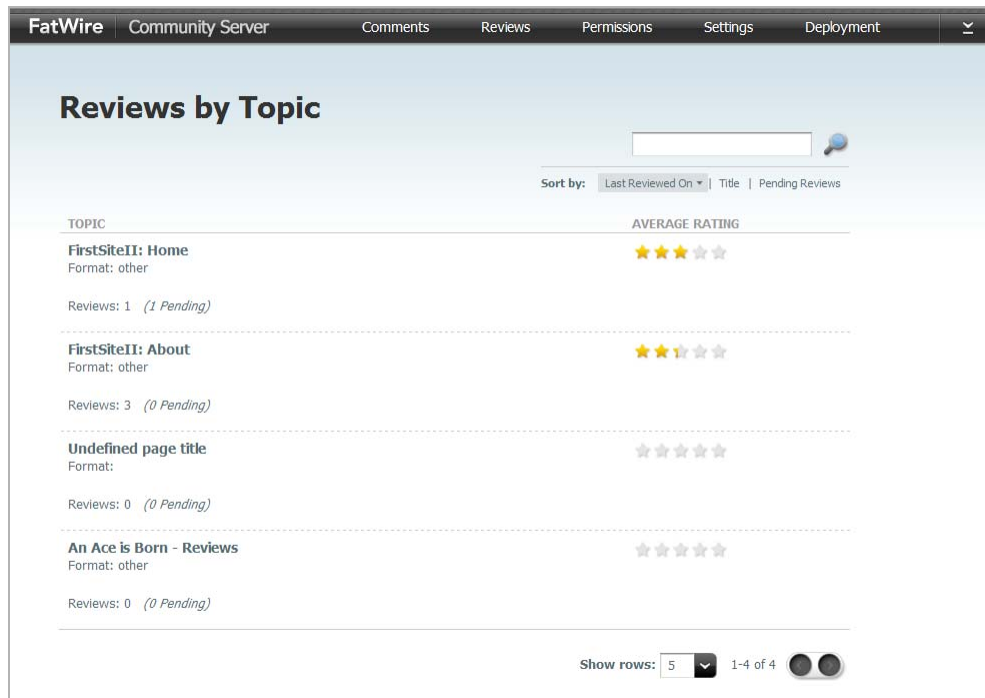 FatWire Community Server Comments Reviews Permissions Settings Deployment
Reviews by Topic
Sort by: Last Reviewed On | Title | Pending Reviews
TOPIC AVERAGE RATING
FirstSiteII: Home
Format: other
Reviews: 1 (1 Pending)
FirstSiteII: About
Format: other
Reviews: 3 (0 Pending)
Undefined page title
Format:
Reviews: 0 (0 Pending)
An Ace is Born - Reviews
Format: other
Reviews: 0 (0 Pending)
Show rows: 5 1-4 of 4